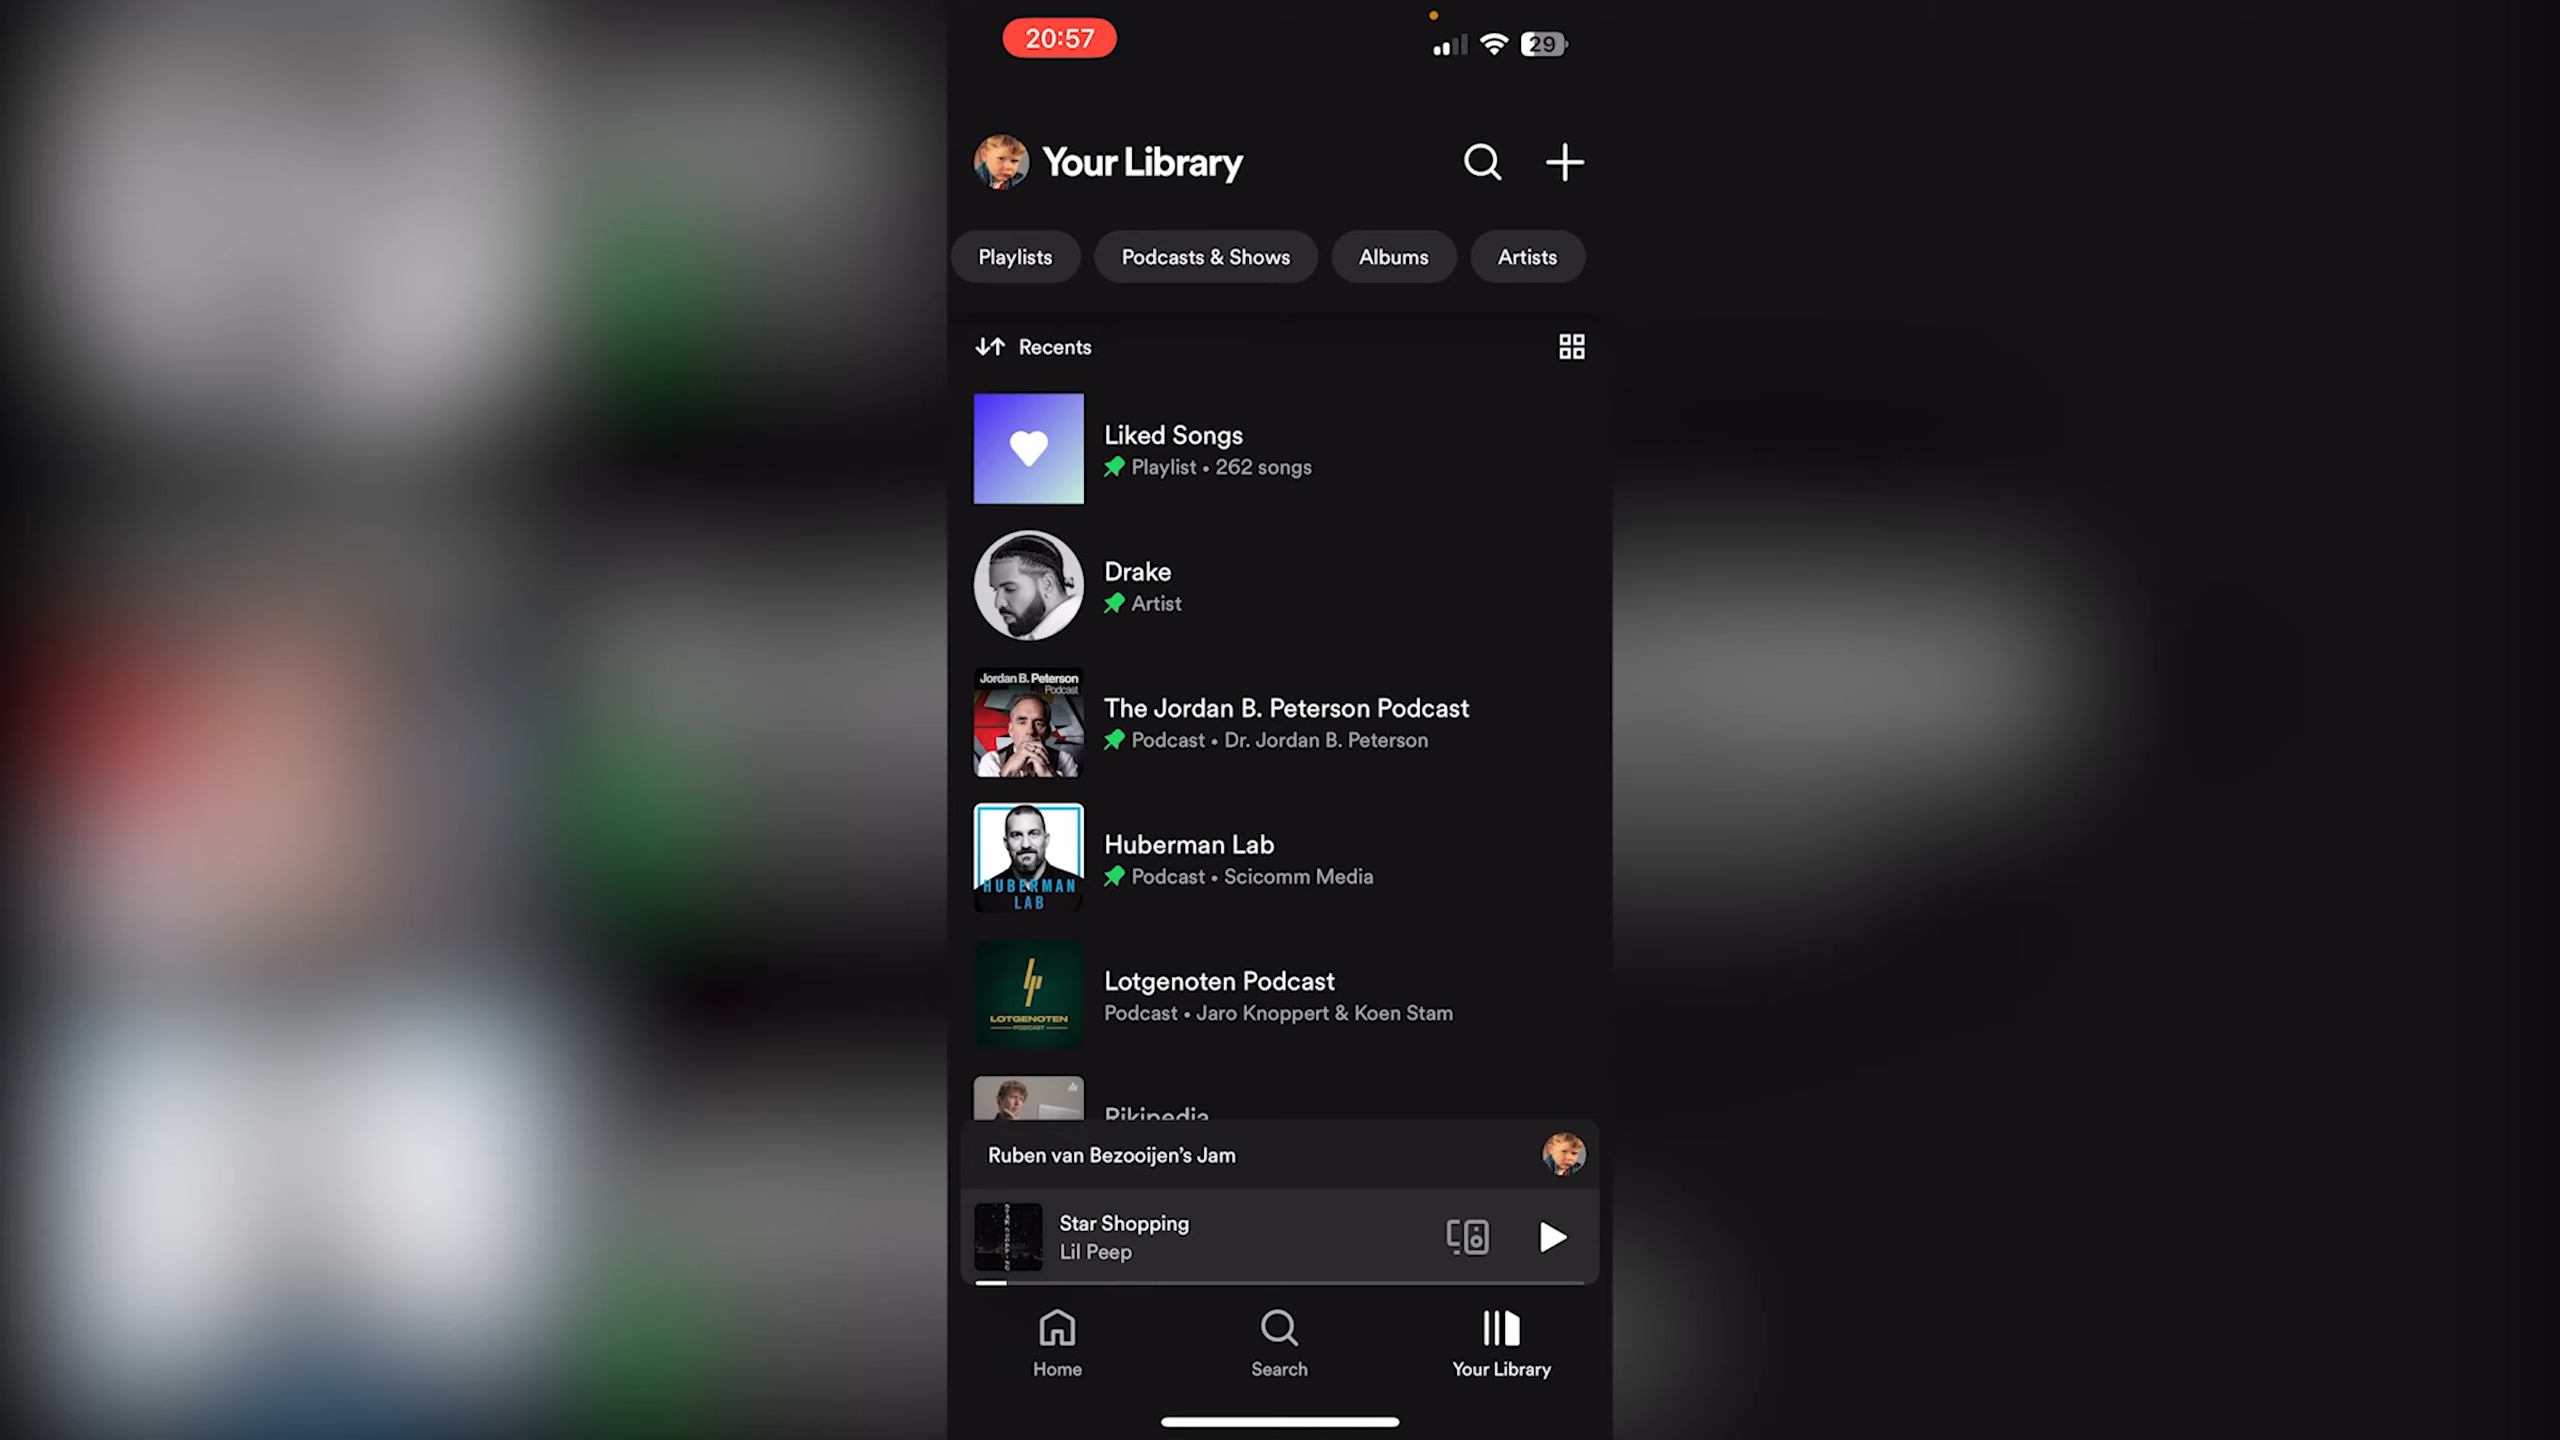 20:57
29
Your Library
Playlists
Podcasts & Shows
Albums
Artists
Recents
Liked Songs
Playlist • 262 songs
Drake
Artist
Jordan B. Peterson
Podcast
The Jordan B. Peterson Podcast
Podcast • Dr. Jordan B. Peterson
HUBERMAN
LAB
Huberman Lab
Podcast • Scicomm Media
LOTGENOTEN
PODCAST
Lotgenoten Podcast
Podcast • Jaro Knoppert & Koen Stam
Rikipedia
Ruben van Bezooijen's Jam
Star Shopping
Lil Peep
Home
Search
Your Library